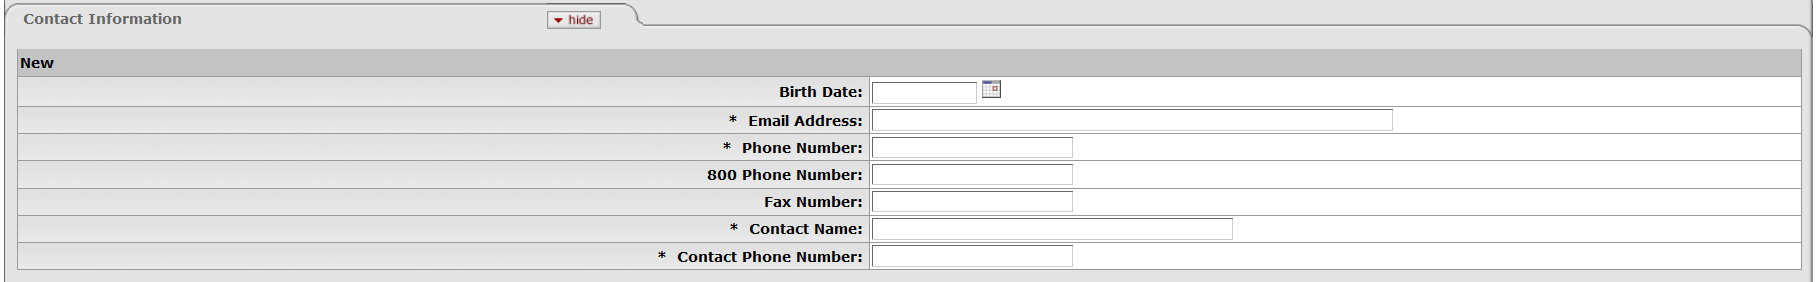 Contact Information hide
New
Birth Date:
* Email Address:
* Phone Number:
800 Phone Number:
Fax Number:
* Contact Name:
* Contact Phone Number: